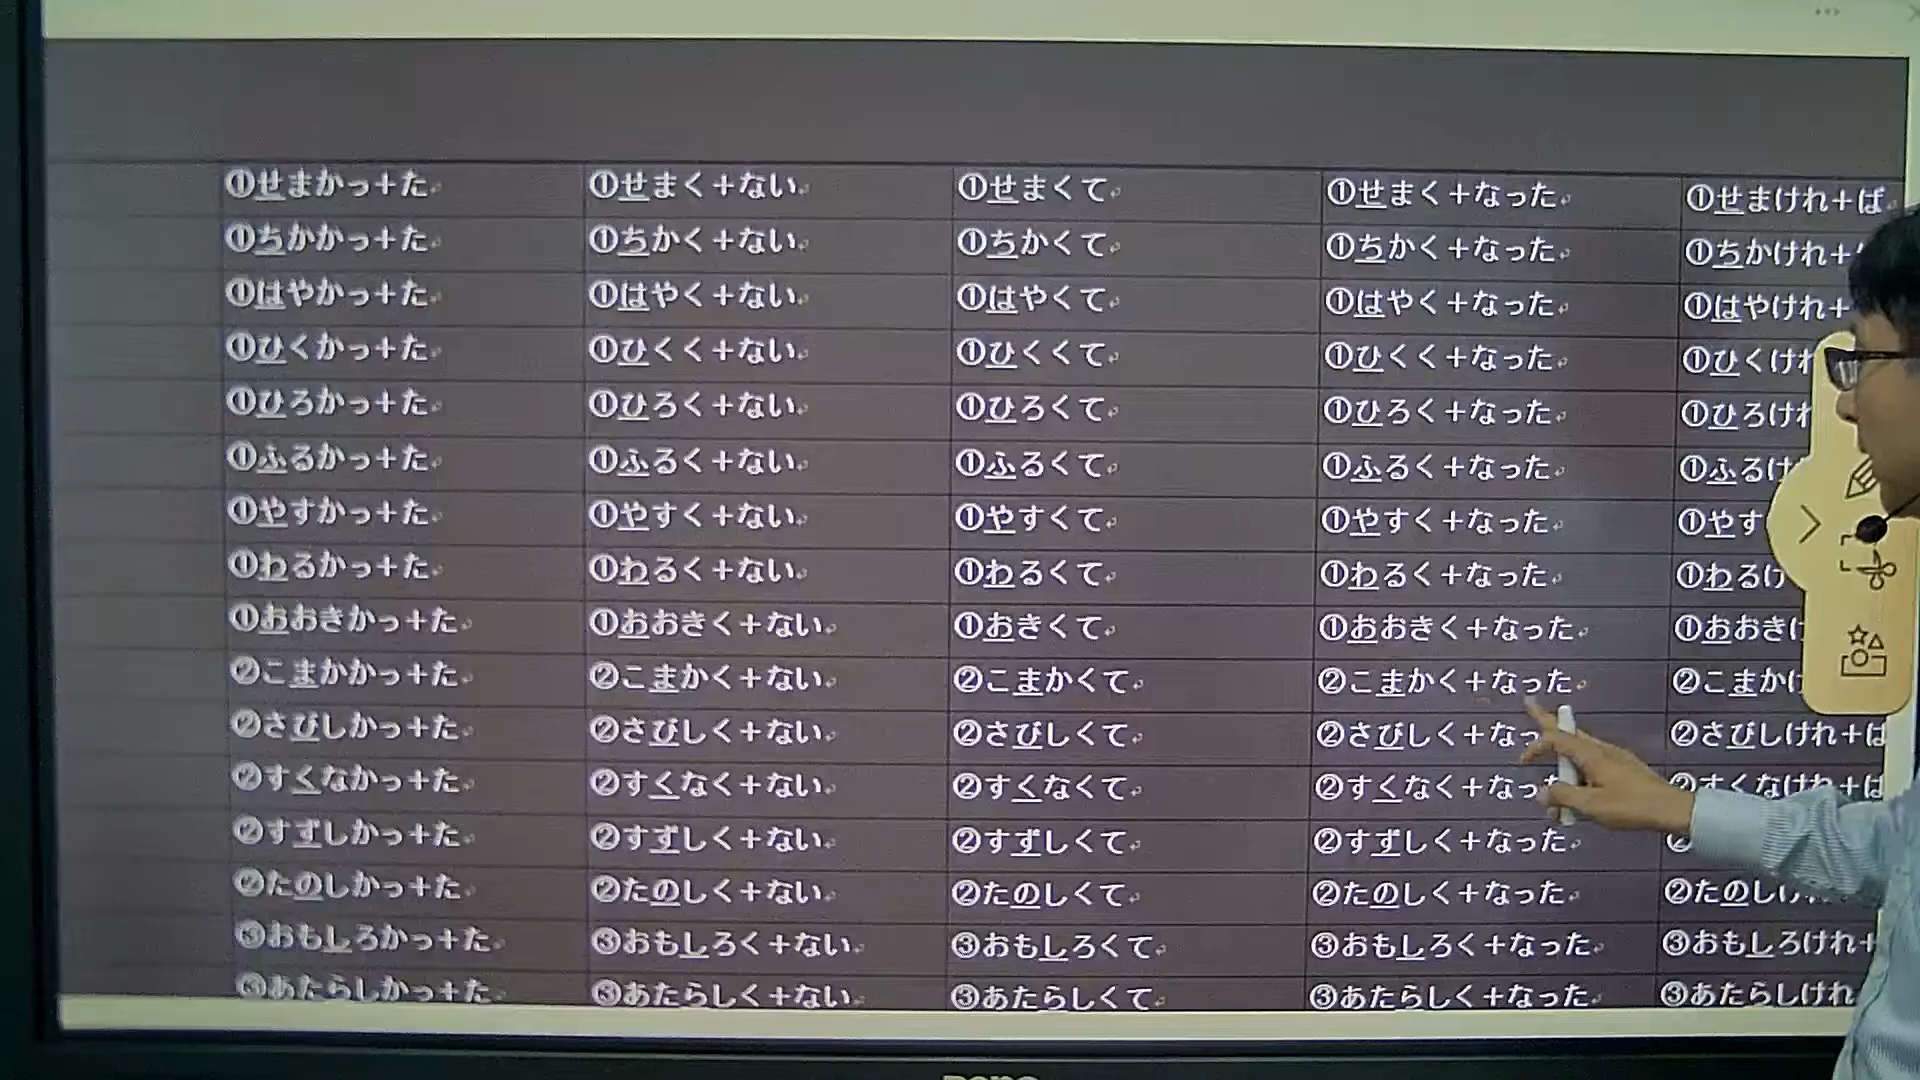 ①せまかっ＋た ①せまく＋ない ①せまくて ①せまく＋なった ①せまけれ＋ば
①ちかかっ＋た ①ちかく＋ない ①ちかくて ①ちかく＋なった ①ちかけれ＋
①はやかっ＋た ①はやく＋ない ①はやくて ①はやく＋なった ①はやけれ＋
①ひくかっ＋た ①ひくく＋ない ①ひくくて ①ひくく＋なった ①ひくけれ
①ひろかっ＋た ①ひろく＋ない ①ひろくて ①ひろく＋なった ①ひろけれ
①ふるかっ＋た ①ふるく＋ない ①ふるくて ①ふるく＋なった ①ふるけ
①やすかっ＋た ①やすく＋ない ①やすくて ①やすく＋なった ①やす
①わるかっ＋た ①わるく＋ない ①わるくて ①わるく＋なった ①わるけ
①おおきかっ＋た ①おおきく＋ない ①おきくて ①おおきく＋なった ①おおきけ
②こまかかっ＋た ②こまかく＋ない ②こまかくて ②こまかく＋なった ②こまかけ
②さびしかっ＋た ②さびしく＋ない ②さびしくて ②さびしく＋なっ ②さびしけれ＋ば
②すくなかっ＋た ②すくなく＋ない ②すくなくて ②すくなく＋なっ ②すくなけれ＋ば
②すずしかっ＋た ②すずしく＋ない ②すずしくて ②すずしく＋なった ②
②たのしかっ＋た ②たのしく＋ない ②たのしくて ②たのしく＋なった ②たのしけ
③おもしろかっ＋た ③おもしろく＋ない ③おもしろくて ③おもしろく＋なった ③おもしろけれ＋
③あたらしかっ＋た ③あたらしく＋ない ③あたらしくて ③あたらしく＋なった ③あたらしけれ